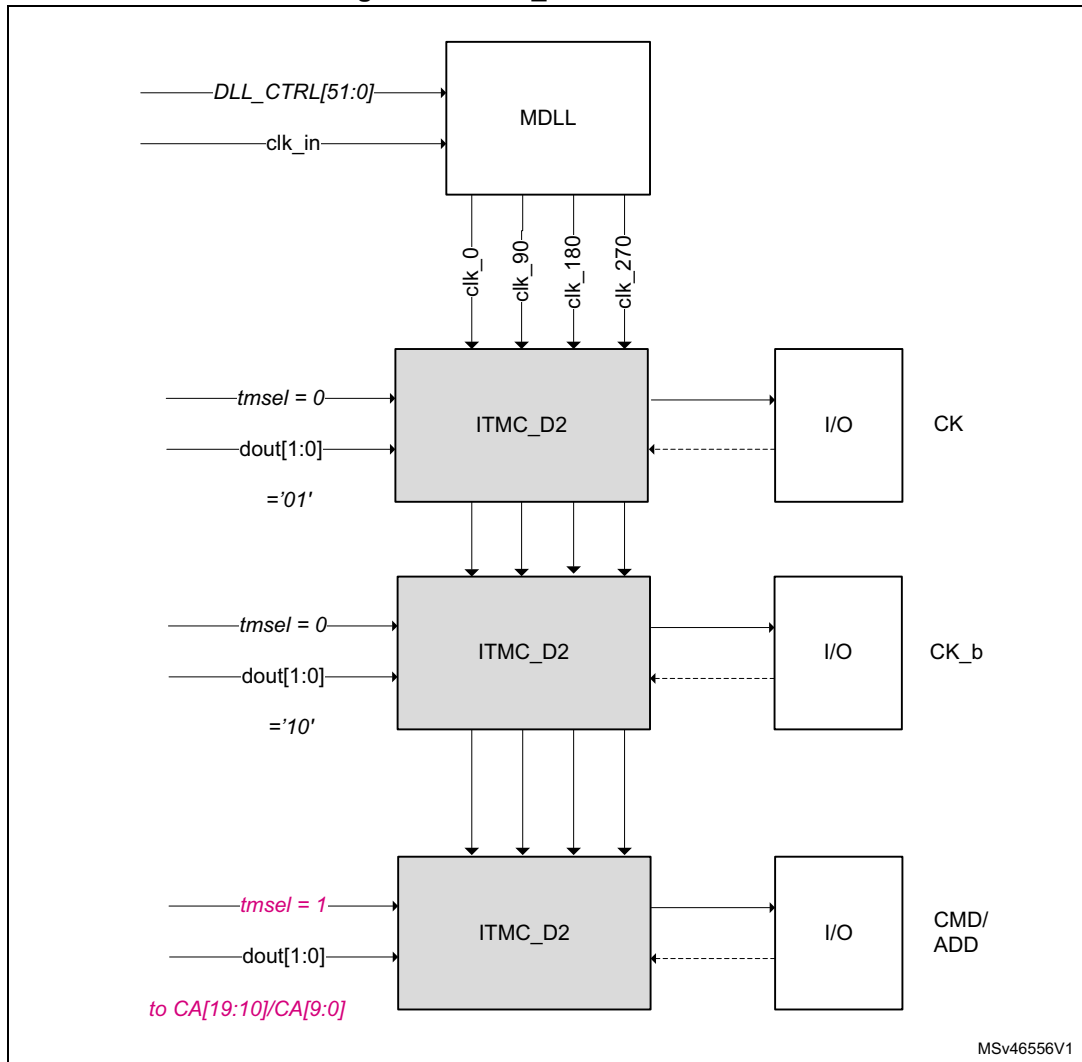 DLL_CTRL[51:0]
MDLL
clk_in
clk_0
clk_90
clk_180
clk_270
tmsel = 0
ITMC_D2
I/O
CK
dout[1:0]
='01'
tmsel = 0
ITMC_D2
I/O
CK_b
dout[1:0]
='10'
tmsel = 1
ITMC_D2
I/O
CMD/
ADD
dout[1:0]
to CA[19:10]/CA[9:0]
MSv46556V1